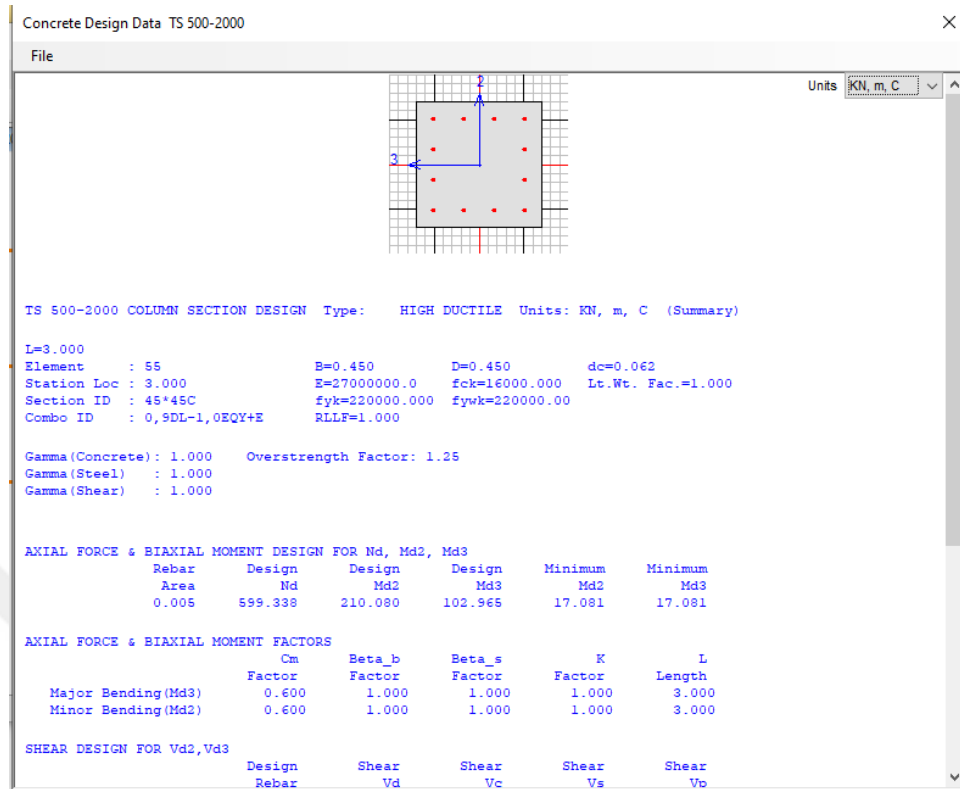 Concrete Design Data TS 500-2000
File
Units KN, m, C
2
3
TS 500-2000 COLUMN SECTION DESIGN Type: HIGH DUCTILE Units: KN, m, C (Summary)
L=3.000
Element : 55 B=0.450 D=0.450 dc=0.062
Station Loc : 3.000 E=27000000.0 fck=16000.000 Lt.Wt. Fac.=1.000
Section ID : 45*45C fyk=220000.000 fywk=220000.00
Combo ID : 0,9DL-1,0EQY+E RLLF=1.000
Gamma(Concrete): 1.000 Overstrength Factor: 1.25
Gamma(Steel) : 1.000
Gamma(Shear) : 1.000
AXIAL FORCE & BIAXIAL MOMENT DESIGN FOR Nd, Md2, Md3
Rebar Design Design Design Minimum Minimum
Area Nd Md2 Md3 Md2 Md3
0.005 599.338 210.080 102.965 17.081 17.081
AXIAL FORCE & BIAXIAL MOMENT FACTORS
Cm Beta_b Beta_s K L
Factor Factor Factor Factor Length
Major Bending(Md3) 0.600 1.000 1.000 1.000 3.000
Minor Bending(Md2) 0.600 1.000 1.000 1.000 3.000
SHEAR DESIGN FOR Vd2,Vd3
Design Shear Shear Shear Shear
Rebar Vd Vc Vs Vp